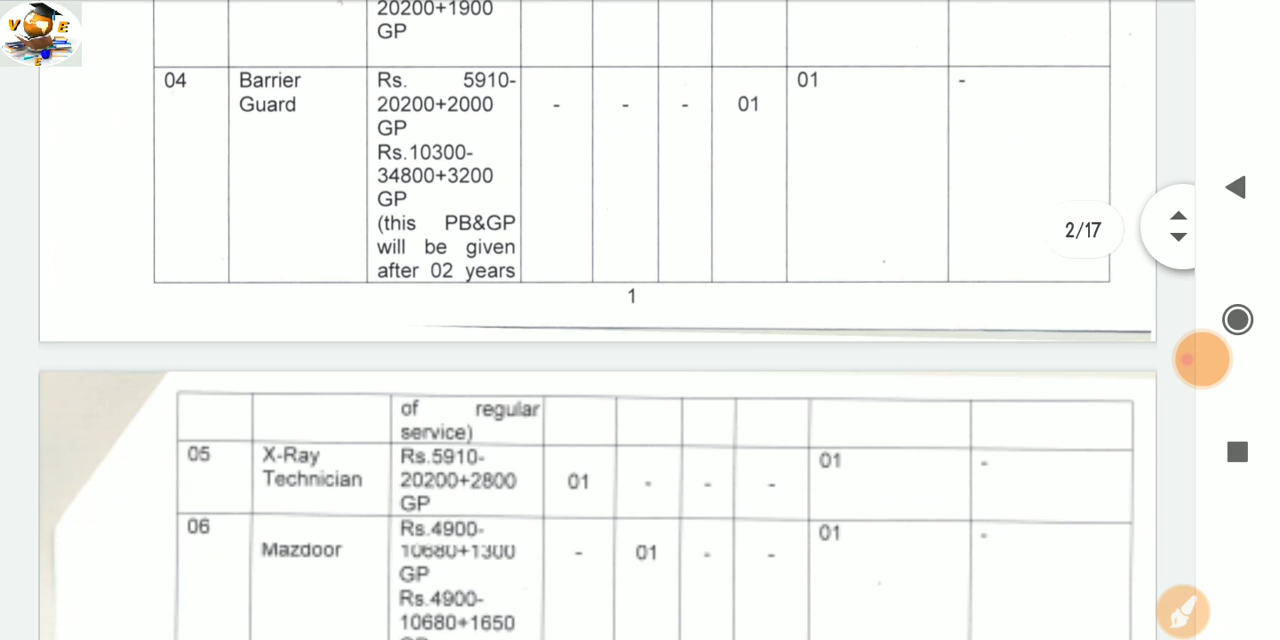 V E
E
20200+1900
GP
04 Barrier Rs. 5910- 01 -
Guard 20200+2000 - - - 01
GP
Rs.10300-
34800+3200
GP
(this PB&GP
will be given
after 02 years
2/17
1
of regular
service)
05 X-Ray Rs.5910- 01 -
Technician 20200+2800 01 - - -
GP
06 Rs.4900- 01 -
Mazdoor 10680+1300 - 01 - -
GP
Rs.4900-
10680+1650